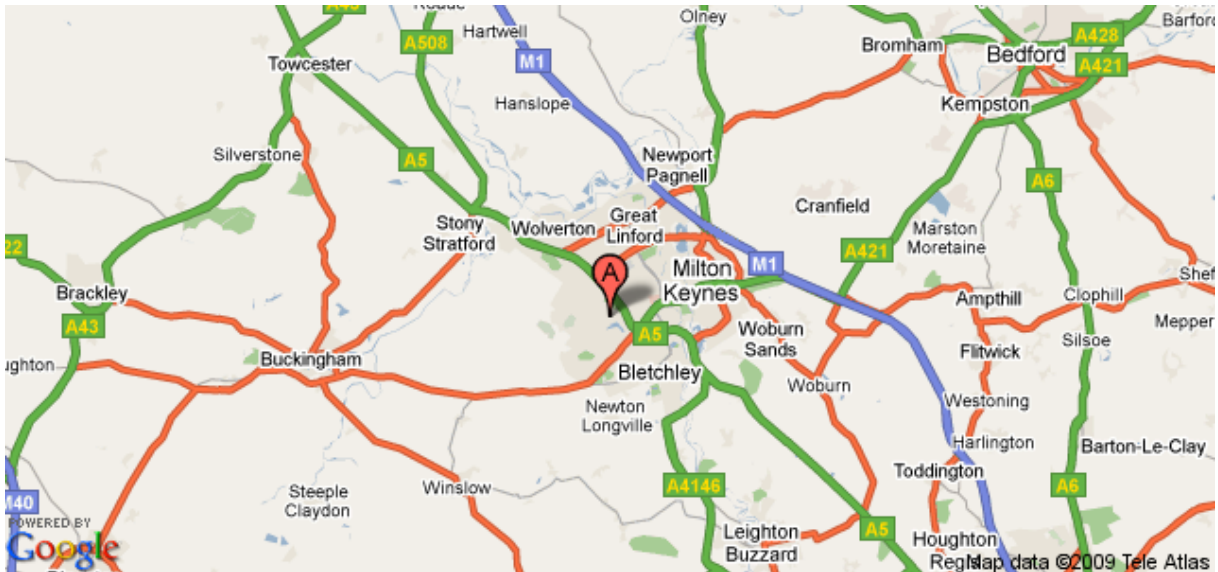 A43
Roade
Hartwell
Olney
A508
M1
Bromham
A428
Bedford
Barford
Towcester
A421
Hanslope
Kempston
Silverstone
A5
Newport
Pagnell
A6
Stony
Stratford
Wolverton
Great
Linford
Cranfield
Marston
Moretaine
22
A421
M1
A
Milton
Keynes
Shef
Brackley
Ampthill
Clophill
A43
Mepper
A5
Woburn
Sands
Silsoe
ughton
Buckingham
Flitwick
Bletchley
Woburn
Newton
Longville
Westoning
Harlington
Barton-Le-Clay
Toddington
Steeple
Claydon
Winslow
A4146
A6
M40
POWERED BY
Google
Leighton
Buzzard
A5
Houghton
Regis
Map data ©2009 Tele Atlas